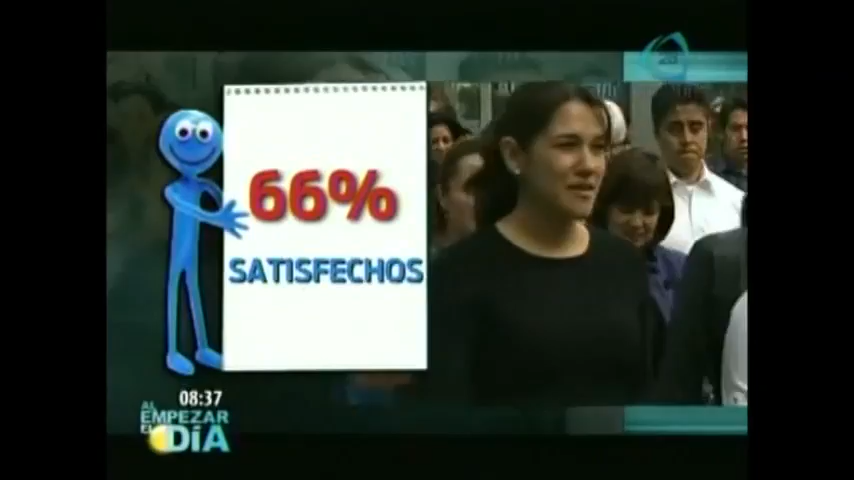 66%
SATISFECHOS
08:37
AL
EMPEZAR
EL
DÍA